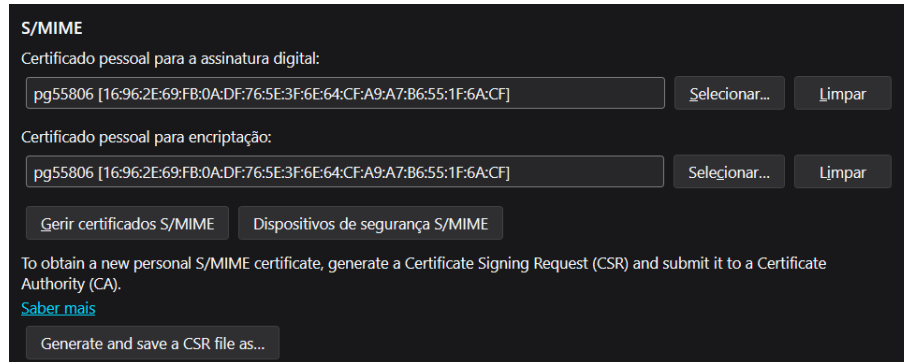 S/MIME
Certificado pessoal para a assinatura digital:
pg55806 [16:96:2E:69:FB:0A:DF:76:5E:3F:6E:64:CF:A9:A7:B6:55:1F:6A:CF]
Selecionar...
Limpar
Certificado pessoal para encriptação:
pg55806 [16:96:2E:69:FB:0A:DF:76:5E:3F:6E:64:CF:A9:A7:B6:55:1F:6A:CF]
Selecionar...
Limpar
Gerir certificados S/MIME
Dispositivos de segurança S/MIME
To obtain a new personal S/MIME certificate, generate a Certificate Signing Request (CSR) and submit it to a Certificate
Authority (CA).
Saber mais
Generate and save a CSR file as...